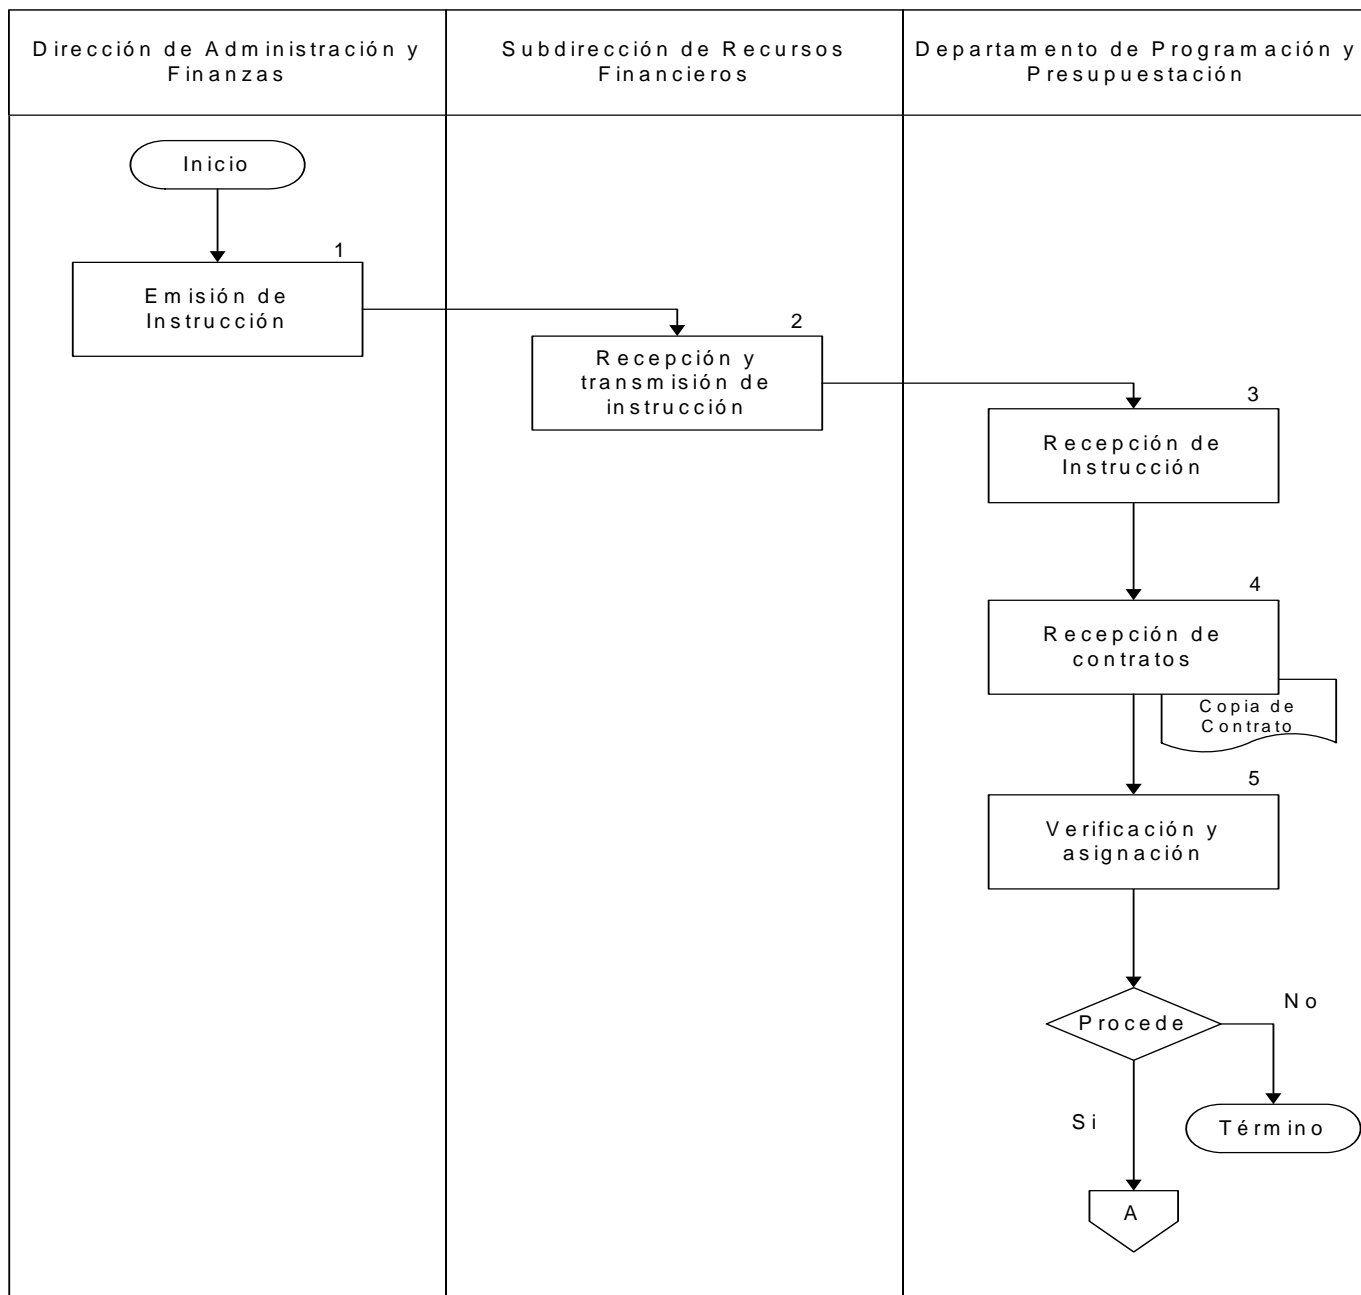 Dirección de Administración y
Finanzas
Subdirección de Recursos
Financieros
Departamento de Programación y
Presupuestación
Inicio
1
Emisión de
Instrucción
2
Recepción y
transmisión de
instrucción
3
Recepción de
Instrucción
4
Recepción de
contratos
Copia de
Contrato
5
Verificación y
asignación
Procede
No
Si
Término
A